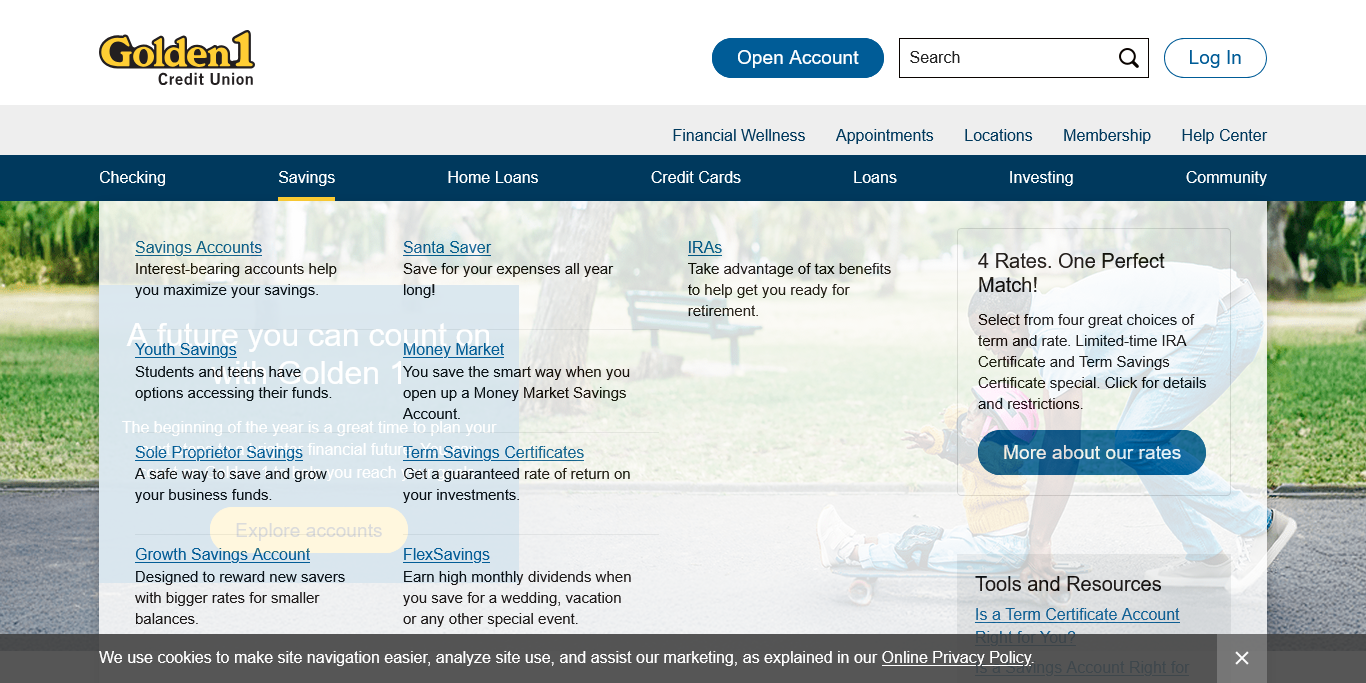 Golden1
Credit Union
Open Account
Search
Log In
Financial Wellness
Appointments
Locations
Membership
Help Center
Checking
Savings
Home Loans
Credit Cards
Loans
Investing
Community
Savings Accounts
Interest-bearing accounts help
you maximize your savings.
Santa Saver
Save for your expenses all year
long!
IRAs
Take advantage of tax benefits
to help get you ready for
retirement.
Youth Savings
Students and teens have
options accessing their funds.
Money Market
You save the smart way when you
open up a Money Market Savings
Account.
Sole Proprietor Savings
A safe way to save and grow
your business funds.
Term Savings Certificates
Get a guaranteed rate of return on
your investments.
Growth Savings Account
Designed to reward new savers
with bigger rates for smaller
balances.
FlexSavings
Earn high monthly dividends when
you save for a wedding, vacation
or any other special event.
4 Rates. One Perfect
Match!
Select from four great choices of
term and rate. Limited-time IRA
Certificate and Term Savings
Certificate special. Click for details
and restrictions.
More about our rates
Tools and Resources
Is a Term Certificate Account
Right for You?
Is a Savings Account Right for
A future you can count on
with Golden 1
The beginning of the year is a great time to plan your
financial future
you reach
Explore accounts
We use cookies to make site navigation easier, analyze site use, and assist our marketing, as explained in our Online Privacy Policy.